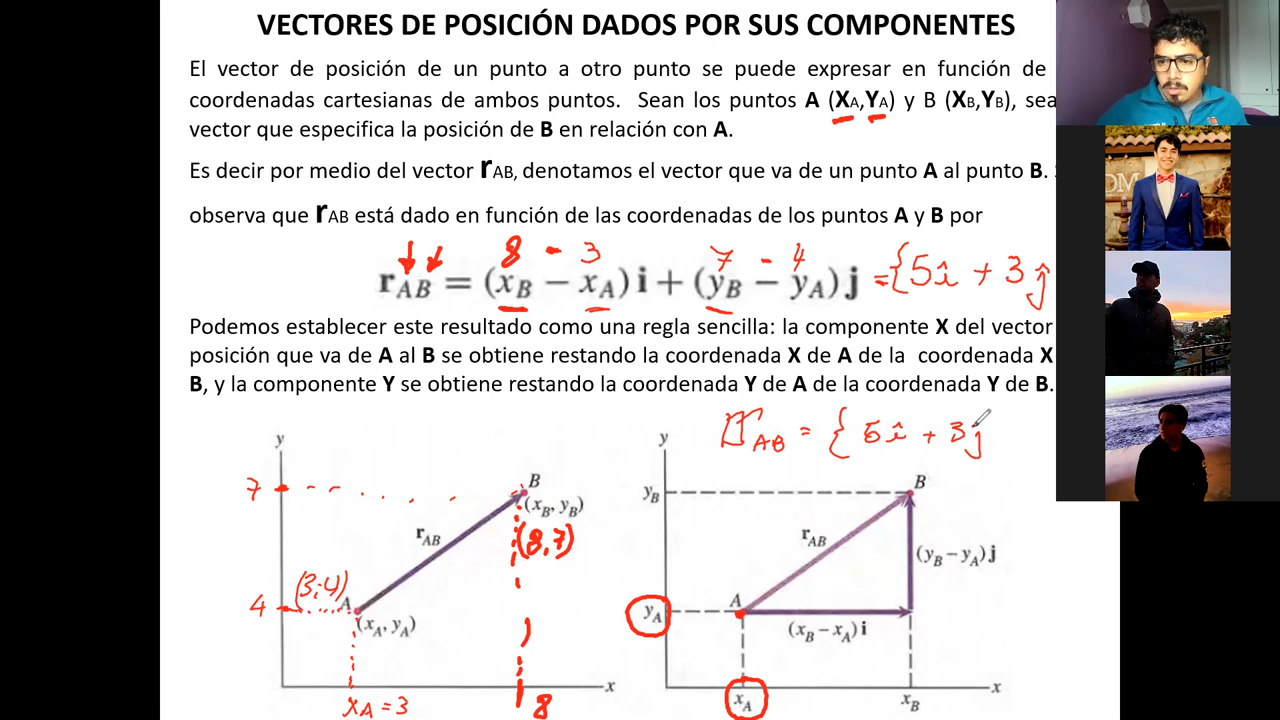 VECTORES DE POSICIÓN DADOS POR SUS COMPONENTES
El vector de posición de un punto a otro punto se puede expresar en función de
coordenadas cartesianas de ambos puntos. Sean los puntos A (XA,YA) y B (XB,YB), sea
vector que especifica la posición de B en relación con A.
Es decir por medio del vector rAB, denotamos el vector que va de un punto A al punto B.
observa que rAB está dado en función de las coordenadas de los puntos A y B por
8 - 3 7 - 4
rAB = (xB − xA) i + (yB − yA) j = {5î + 3ĵ
Podemos establecer este resultado como una regla sencilla: la componente X del vector
posición que va de A al B se obtiene restando la coordenada X de A de la coordenada X
B, y la componente Y se obtiene restando la coordenada Y de A de la coordenada Y de B.
rAB = { 5î + 3j
y
7
B
(xB, yB)
(8,7)
rAB
(3,4)
4
A
(xA, yA)
x
xA = 3
8
y
yB
B
rAB
(yB − yA) j
A
yA
(xB − xA) i
x
xA
xB
OM